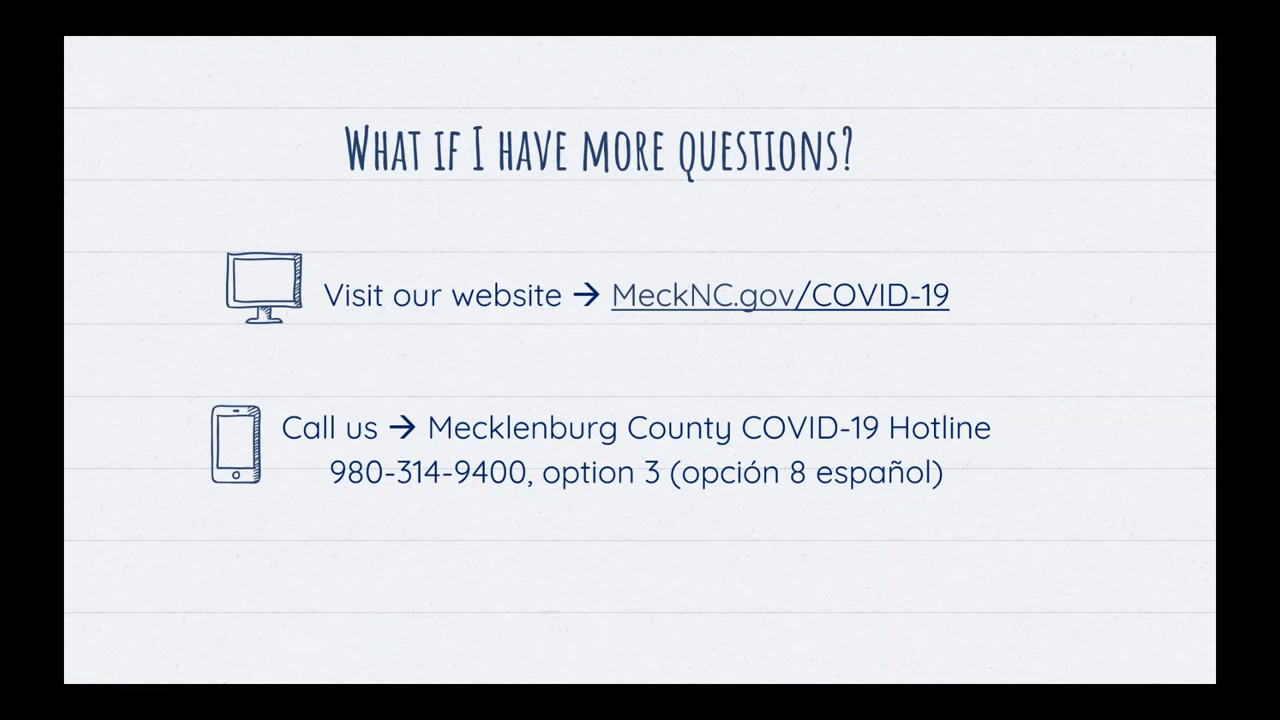 What if I have more questions?
Visit our website → MeckNC.gov/COVID-19
Call us → Mecklenburg County COVID-19 Hotline
980-314-9400, option 3 (opción 8 español)